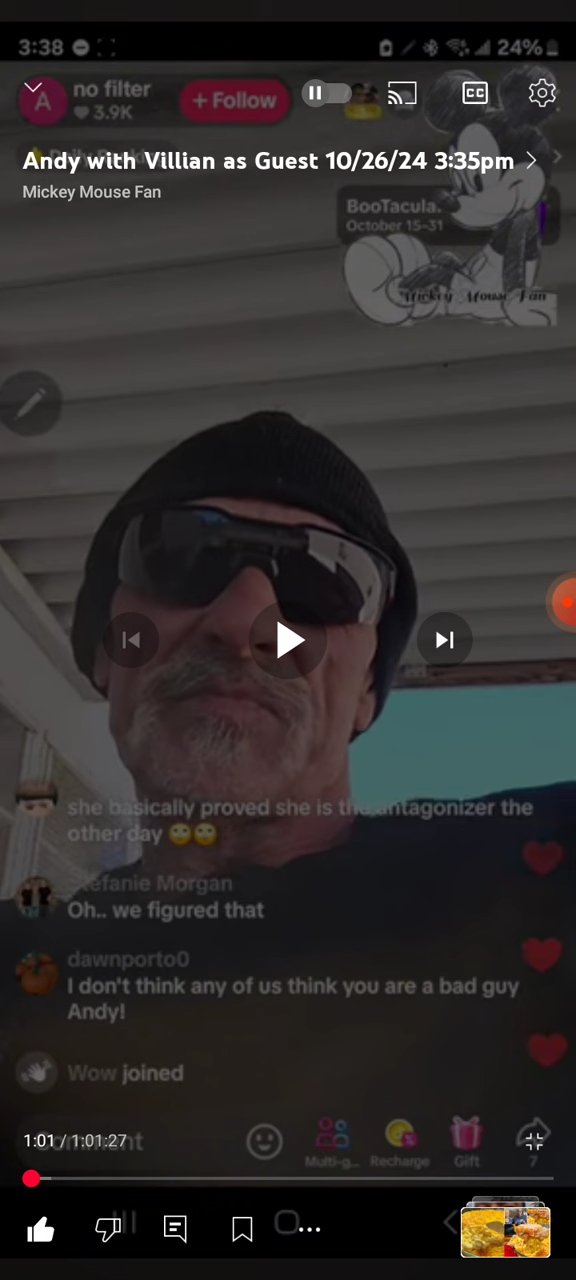 3:38
24%
no filter
3.9K
+ Follow
CC
Andy with Villian as Guest 10/26/24 3:35pm
Mickey Mouse Fan
BooTacula
October 15-31
Mickey Mouse Fan
she basically proved she is the antagonizer the
other day 🙄🙄
Stefanie Morgan
Oh.. we figured that
dawnporto0
I don't think any of us think you are a bad guy
Andy!
Wow joined
1:01 / 1:01:27
Comment
Multi-g...
Recharge
Gift
7